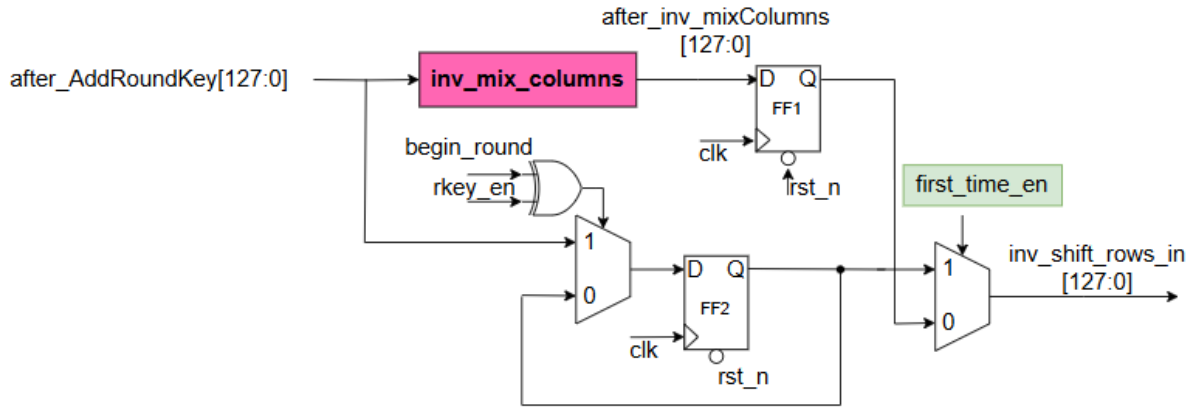 after_inv_mixColumns
[127:0]
after_AddRoundKey[127:0]
inv_mix_columns
D Q
FF1
clk
rst_n
begin_round
rkey_en
first_time_en
1
0
D Q
FF2
clk
rst_n
1
0
inv_shift_rows_in
[127:0]